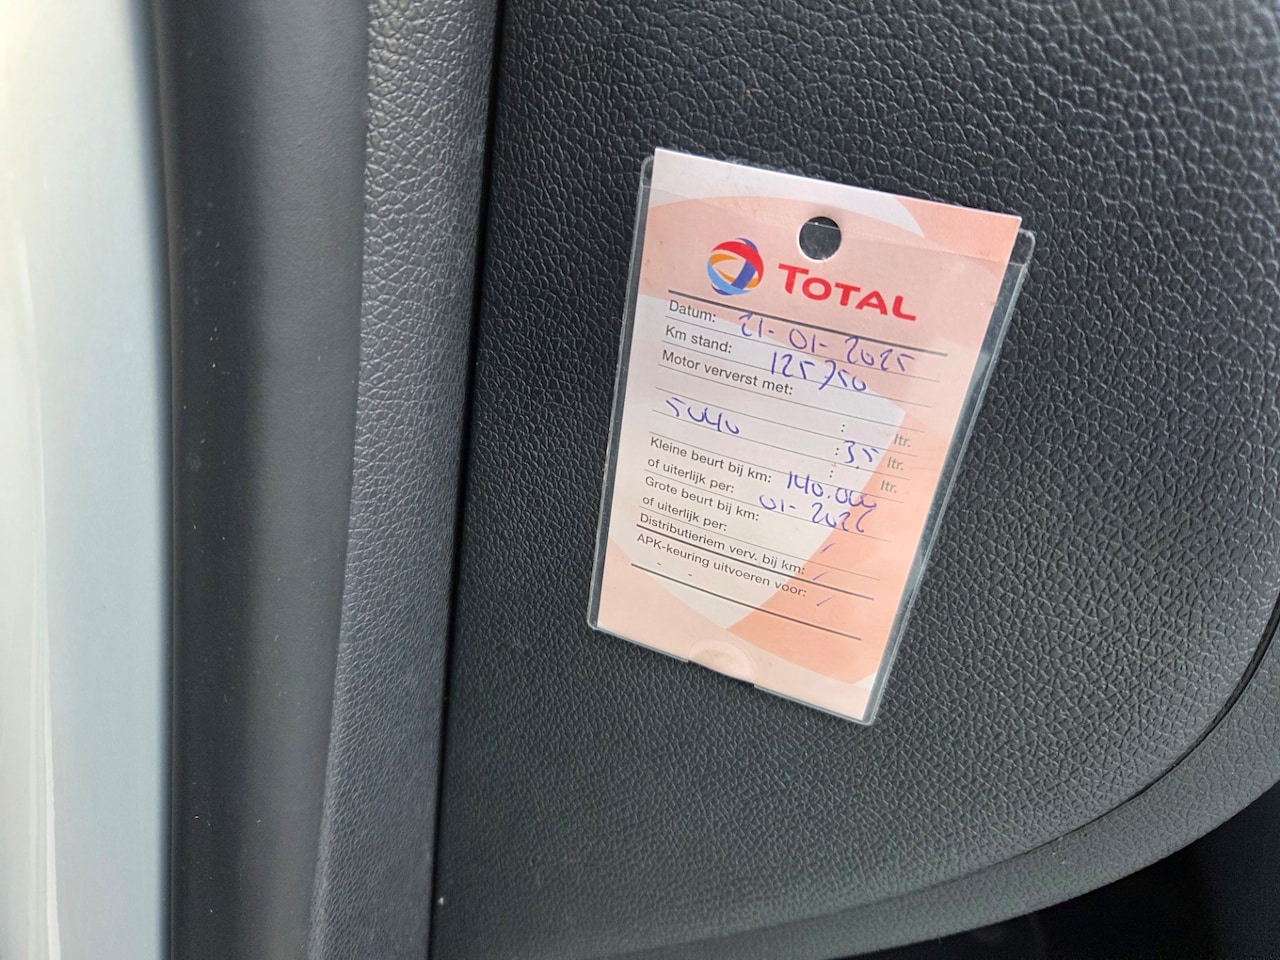 TOTAL
Datum: 21-01-2025
Km stand: 125750
Motor ververst met:
: ltr.
5W40 : 3,5 ltr.
: ltr.
Kleine beurt bij km: 140.000
of uiterlijk per: 01-2026
Grote beurt bij km:
of uiterlijk per: /
Distributieriem verv. bij km: /
APK-keuring uitvoeren voor: /
- -